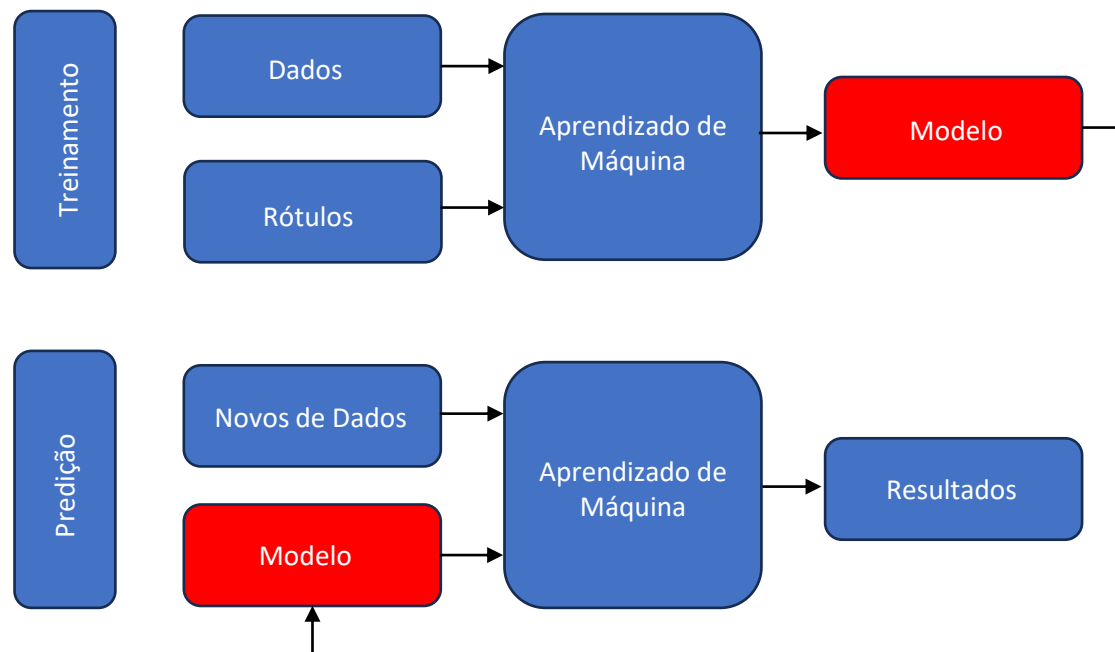 Treinamento
Dados
Rótulos
Aprendizado de
Máquina
Modelo
Predição
Novos de Dados
Modelo
Aprendizado de
Máquina
Resultados